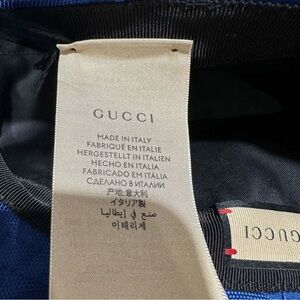 GUCCI
MADE IN ITALY
FABRIQUÉ EN ITALIE
HERGESTELLT IN ITALIEN
HECHO EN ITALIA
FABRICADO EM ITÁLIA
СДЕЛАНО В ИТАЛИИ
产地:意大利
イタリア製
صنع في إيطاليا
이태리제
GUCCI